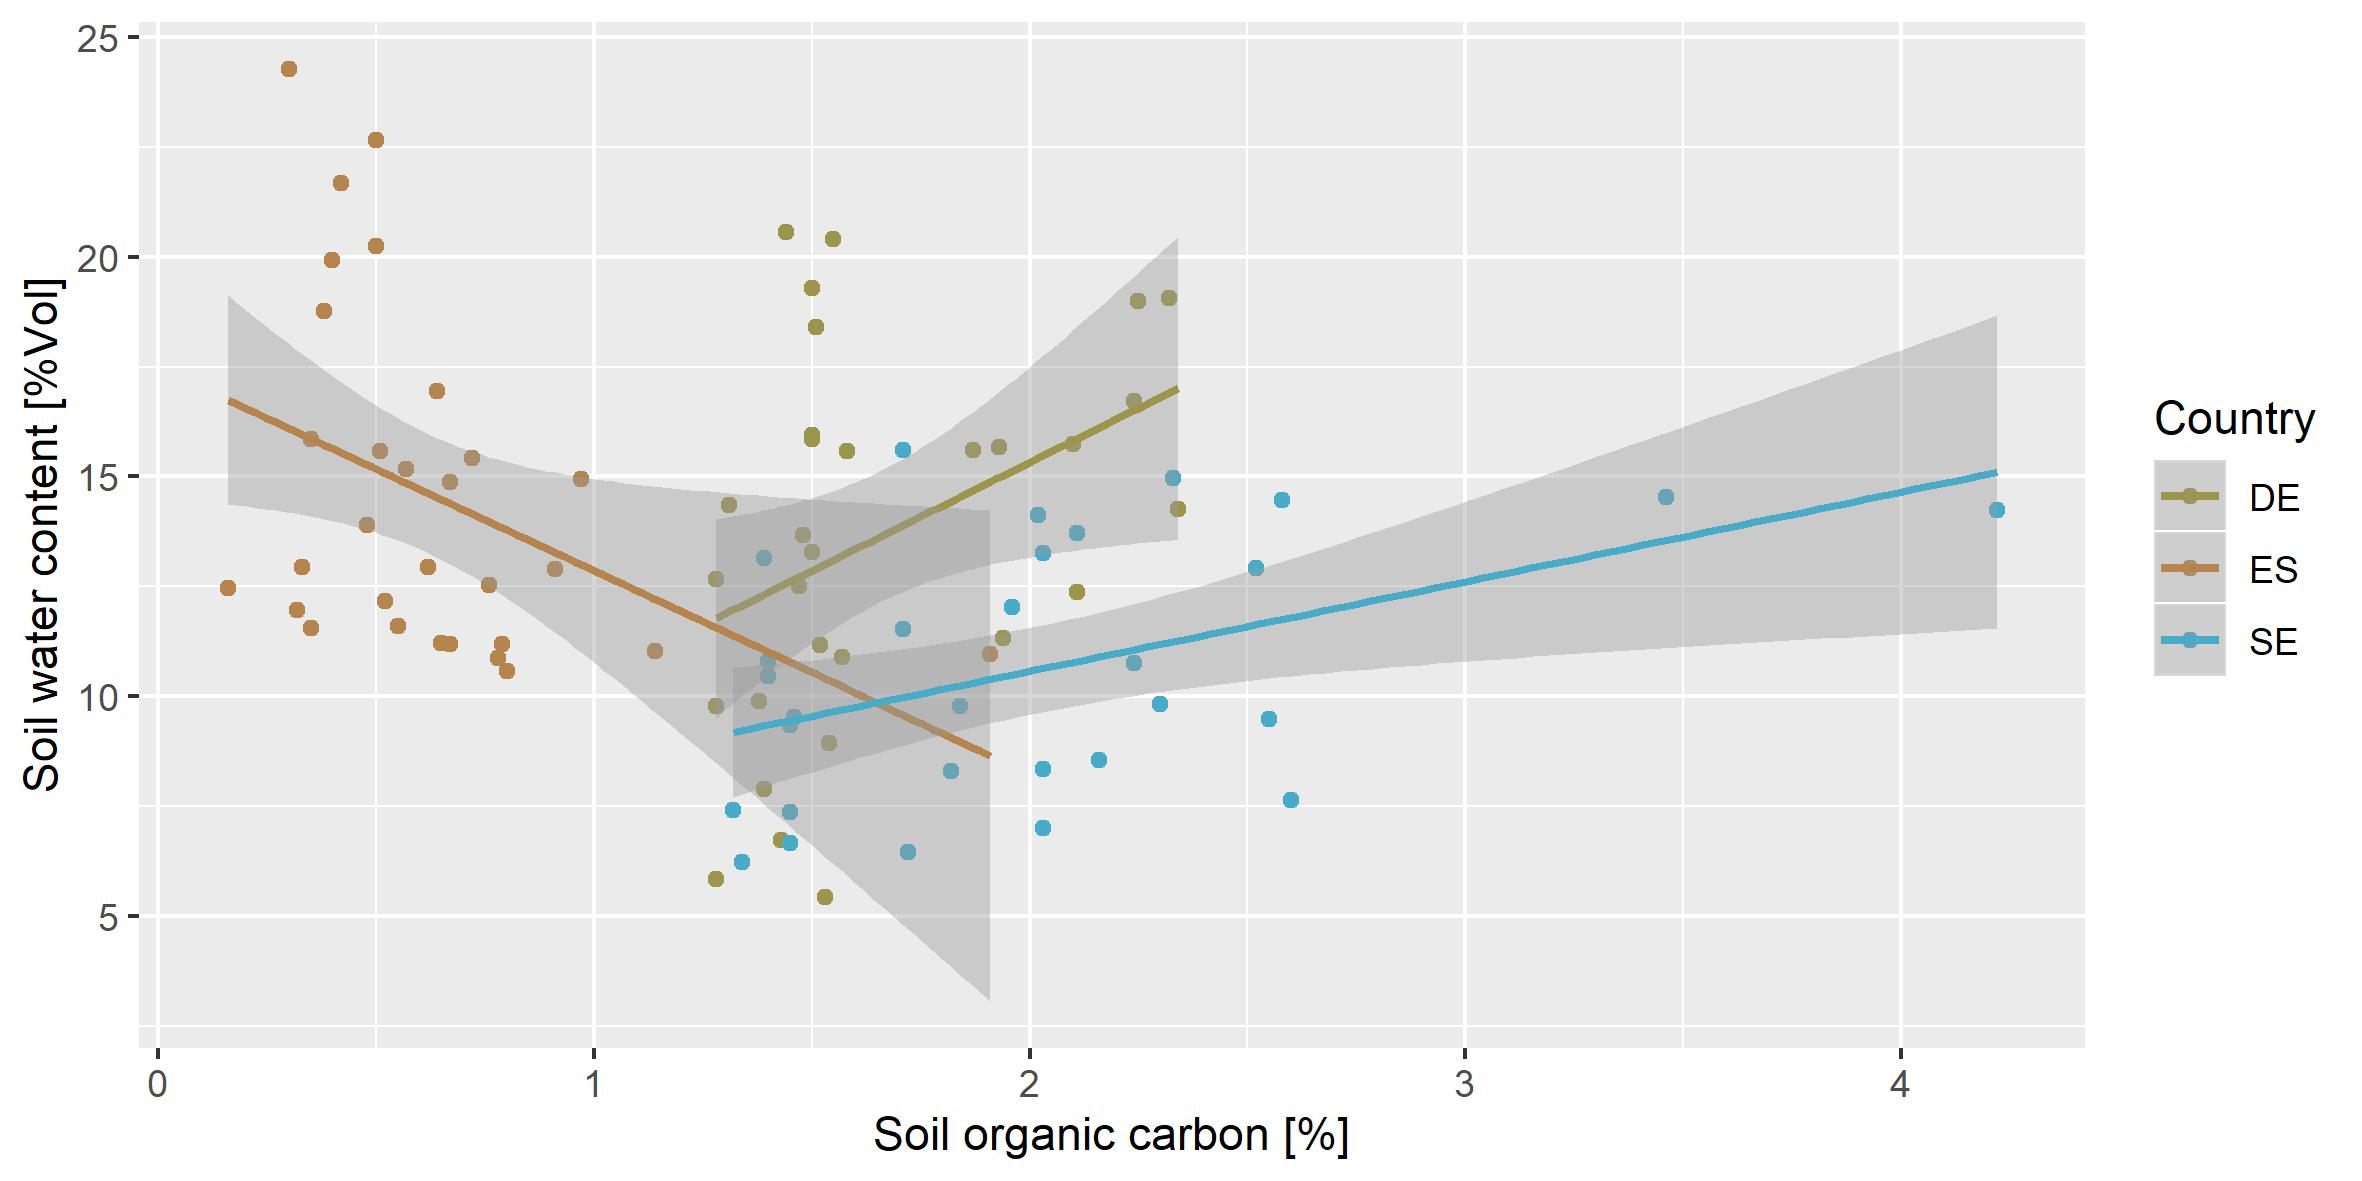 Soil water content [%Vol]
25
20
15
10
5
0 1 2 3 4
Soil organic carbon [%]
Country
DE
ES
SE